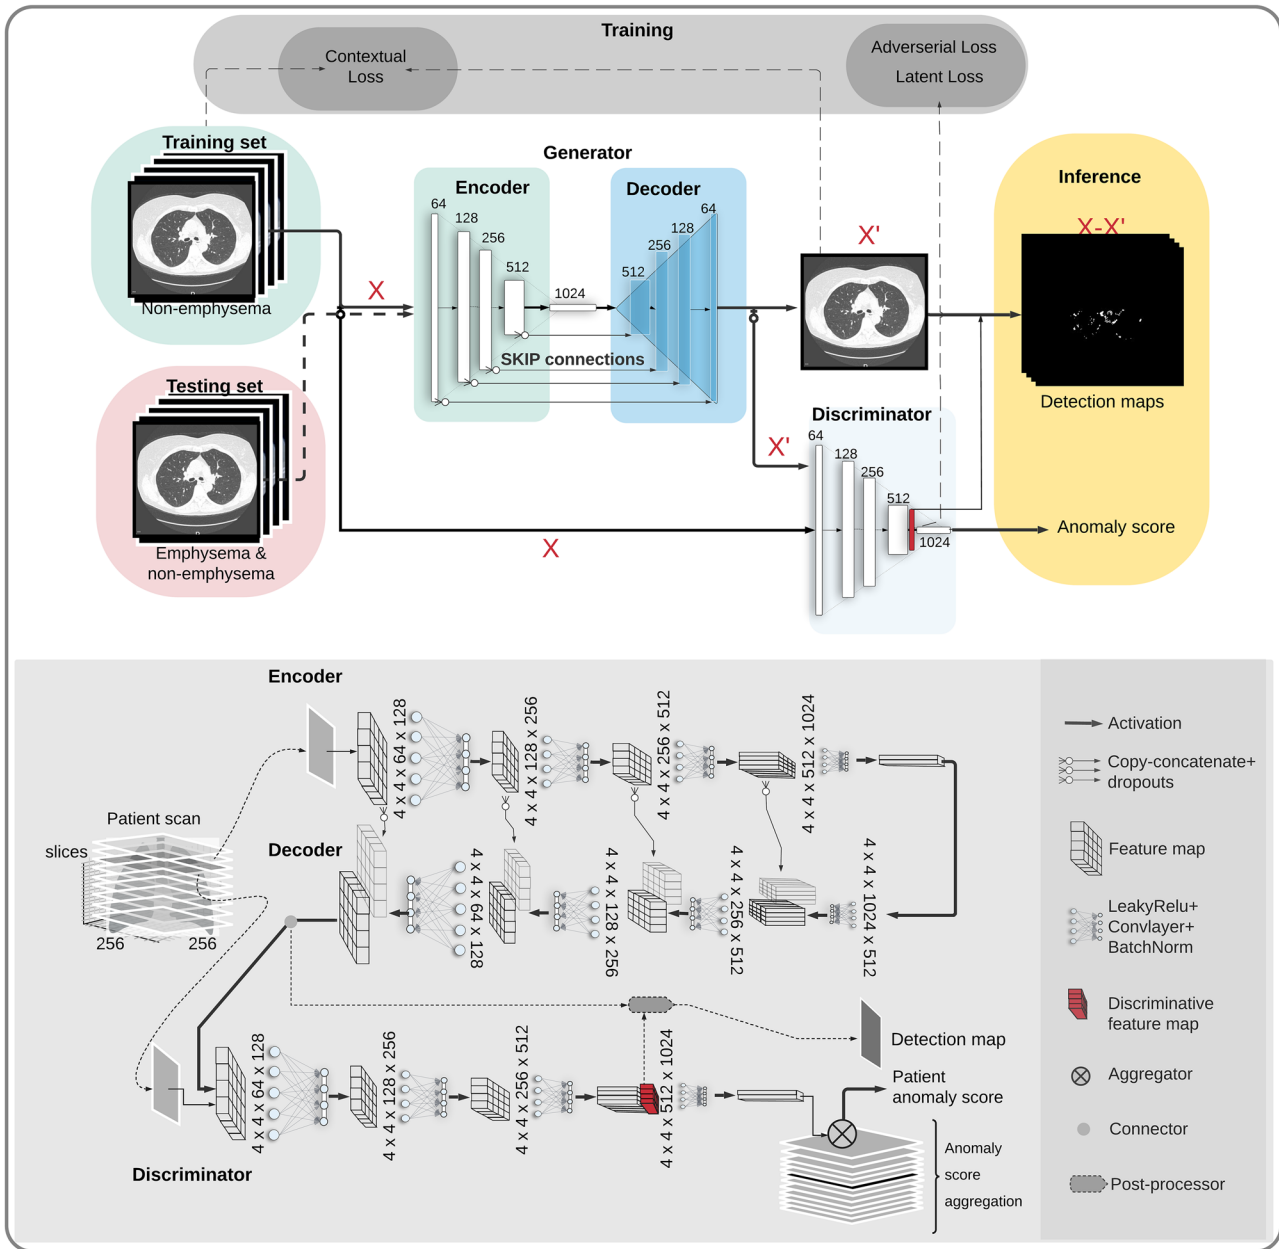 Training
Contextual
Loss
Adverserial Loss
Latent Loss
Training set
Non-emphysema
Testing set
Emphysema &
non-emphysema
Generator
Encoder
Decoder
64
128
256
512
1024
512
256
128
64
SKIP connections
X
X'
X'
X
Discriminator
64
128
256
512
1024
Inference
X-X'
Detection maps
Anomaly score
Encoder
4 x 4 x 64 x 128
4 x 4 x 128 x 256
4 x 4 x 256 x 512
4 x 4 x 512 x 1024
Patient scan
slices
256
256
Decoder
4 x 4 x 64 x 128
4 x 4 x 128 x 256
4 x 4 x 256 x 512
4 x 4 x 1024 x 512
Detection map
4 x 4 x 64 x 128
4 x 4 x 128 x 256
4 x 4 x 256 x 512
4 x 4 x 512 x 1024
Discriminator
Patient
anomaly score
Anomaly
score
aggregation
Activation
Copy-concatenate+
dropouts
Feature map
LeakyRelu+
Convlayer+
BatchNorm
Discriminative
feature map
Aggregator
Connector
Post-processor